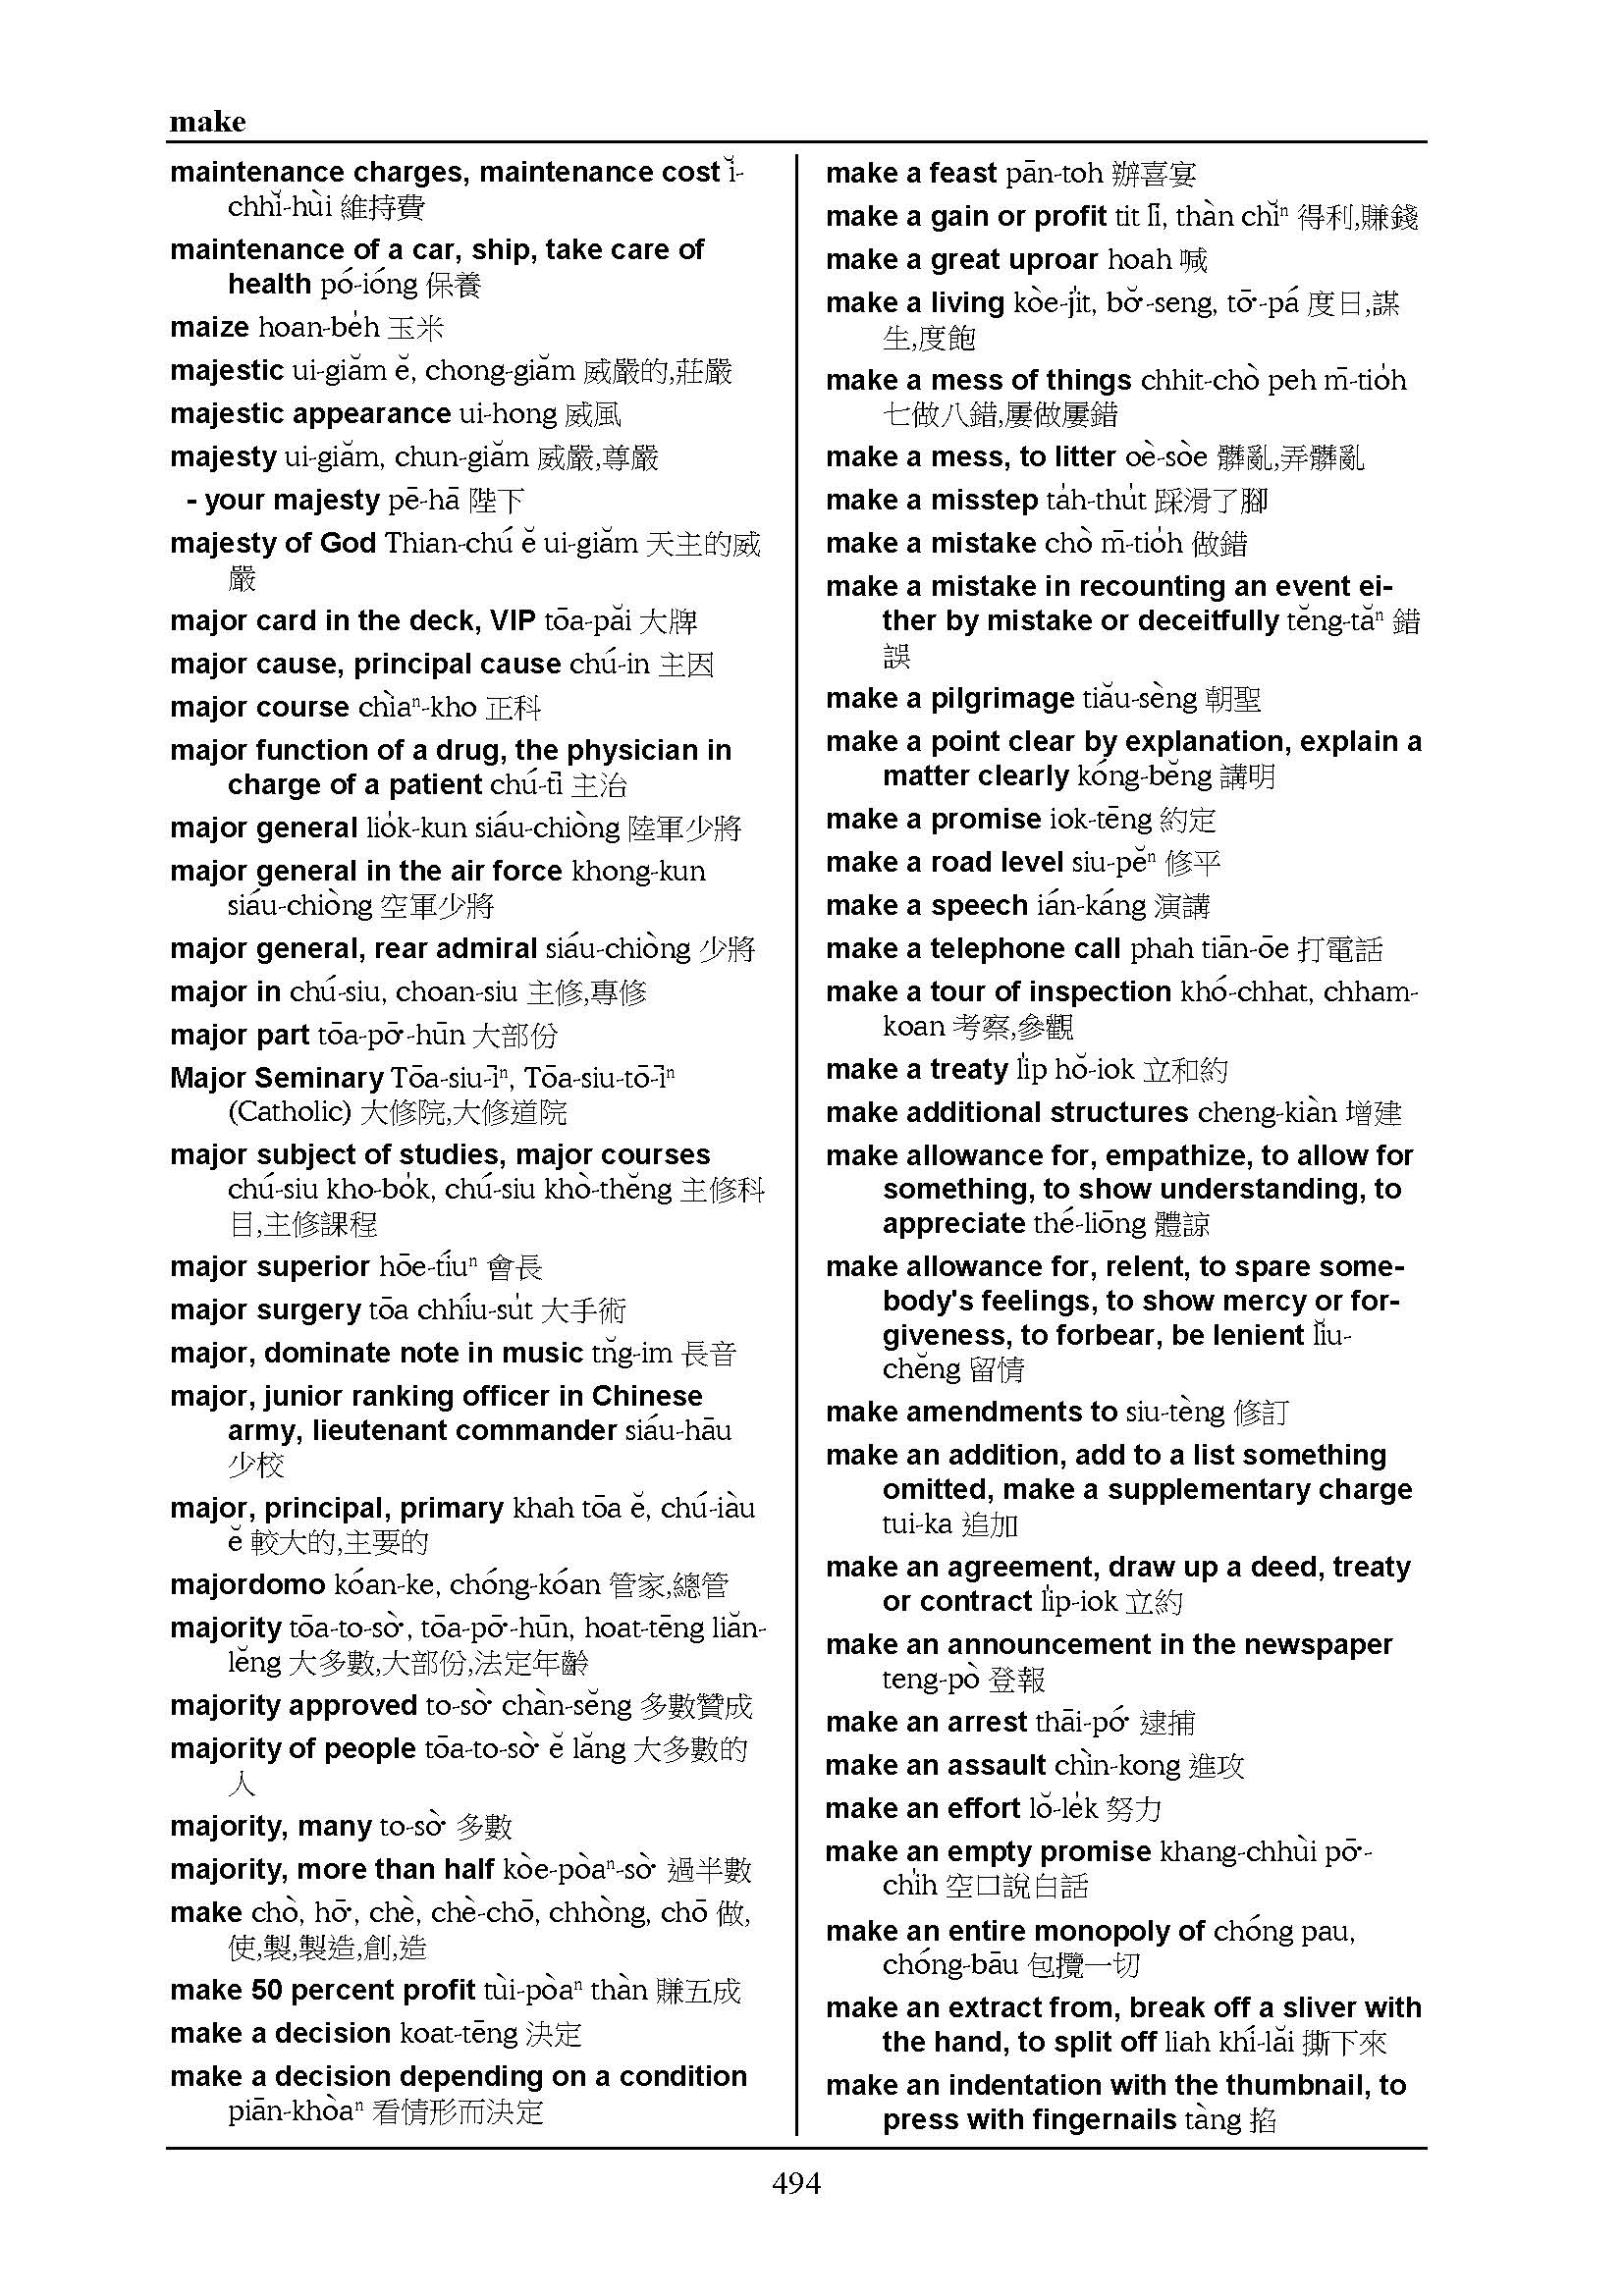 make
maintenance charges, maintenance cost ĭ-
chhĭ-hùi 維持費
maintenance of a car, ship, take care of
health pó-ióng 保養
maize hoan-be̍h 玉米
majestic ui-giăm ĕ, chong-giăm 威嚴的,莊嚴
majestic appearance ui-hong 威風
majesty ui-giăm, chun-giăm 威嚴,尊嚴
- your majesty pē-hā 陛下
majesty of God Thian-chú ĕ ui-giăm 天主的威
嚴
major card in the deck, VIP tōa-păi 大牌
major cause, principal cause chú-in 主因
major course chìaⁿ-kho 正科
major function of a drug, the physician in
charge of a patient chú-tī 主治
major general lio̍k-kun siáu-chiòng 陸軍少將
major general in the air force khong-kun
siáu-chiòng 空軍少將
major general, rear admiral siáu-chiòng 少將
major in chú-siu, choan-siu 主修,專修
major part tōa-pō͘-hūn 大部份
Major Seminary Tōa-siu-īⁿ, Tōa-siu-tō-īⁿ
(Catholic) 大修院,大修道院
major subject of studies, major courses
chú-siu kho-bo̍k, chú-siu khò-thĕng 主修科
目,主修課程
major superior hōe-tíuⁿ 會長
major surgery tōa chhíu-su̍t 大手術
major, dominate note in music tn̆g-im 長音
major, junior ranking officer in Chinese
army, lieutenant commander siáu-hāu
少校
major, principal, primary khah tōa ĕ, chú-iàu
ĕ 較大的,主要的
majordomo kóan-ke, chóng-kóan 管家,總管
majority tōa-to-sò͘, tōa-pō͘-hūn, hoat-tēng liăn-
lĕng 大多數,大部份,法定年齡
majority approved to-sò͘ chàn-sĕng 多數贊成
majority of people tōa-to-sò͘ ĕ lăng 大多數的
人
majority, many to-sò͘ 多數
majority, more than half kòe-pòaⁿ-sò͘ 過半數
make chò, hō͘, chè, chè-chō, chhòng, chō 做,
使,製,製造,創,造
make 50 percent profit tùi-pòaⁿ thàn 賺五成
make a decision koat-tēng 決定
make a decision depending on a condition
piān-khòaⁿ 看情形而決定
make a feast pān-toh 辦喜宴
make a gain or profit tit lī, thàn chĭⁿ 得利,賺錢
make a great uproar hoah 喊
make a living kòe-ji̍t, bŏ͘-seng, tō͘-pá 度日,謀
生,度飽
make a mess of things chhit-chò peh m̄-tio̍h
七做八錯,屢做屢錯
make a mess, to litter oè-sòe 髒亂,弄髒亂
make a misstep ta̍h-thu̍t 踩滑了腳
make a mistake chò m̄-tio̍h 做錯
make a mistake in recounting an event ei-
ther by mistake or deceitfully tĕng-tăⁿ 錯
誤
make a pilgrimage tiău-sèng 朝聖
make a point clear by explanation, explain a
matter clearly kóng-bĕng 講明
make a promise iok-tēng 約定
make a road level siu-pĕⁿ 修平
make a speech ián-káng 演講
make a telephone call phah tiān-ōe 打電話
make a tour of inspection khó-chhat, chham-
koan 考察,參觀
make a treaty li̍p hŏ-iok 立和約
make additional structures cheng-kiàn 增建
make allowance for, empathize, to allow for
something, to show understanding, to
appreciate thé-liōng 體諒
make allowance for, relent, to spare some-
body's feelings, to show mercy or for-
giveness, to forbear, be lenient lĭu-
chĕng 留情
make amendments to siu-tèng 修訂
make an addition, add to a list something
omitted, make a supplementary charge
tui-ka 追加
make an agreement, draw up a deed, treaty
or contract li̍p-iok 立約
make an announcement in the newspaper
teng-pò 登報
make an arrest thāi-pó͘ 逮捕
make an assault chìn-kong 進攻
make an effort lŏ-le̍k 努力
make an empty promise khang-chhùi pō͘-
chi̍h 空口說白話
make an entire monopoly of chóng pau,
chóng-bāu 包攬一切
make an extract from, break off a sliver with
the hand, to split off liah khí-lăi 撕下來
make an indentation with the thumbnail, to
press with fingernails tàng 掐
494